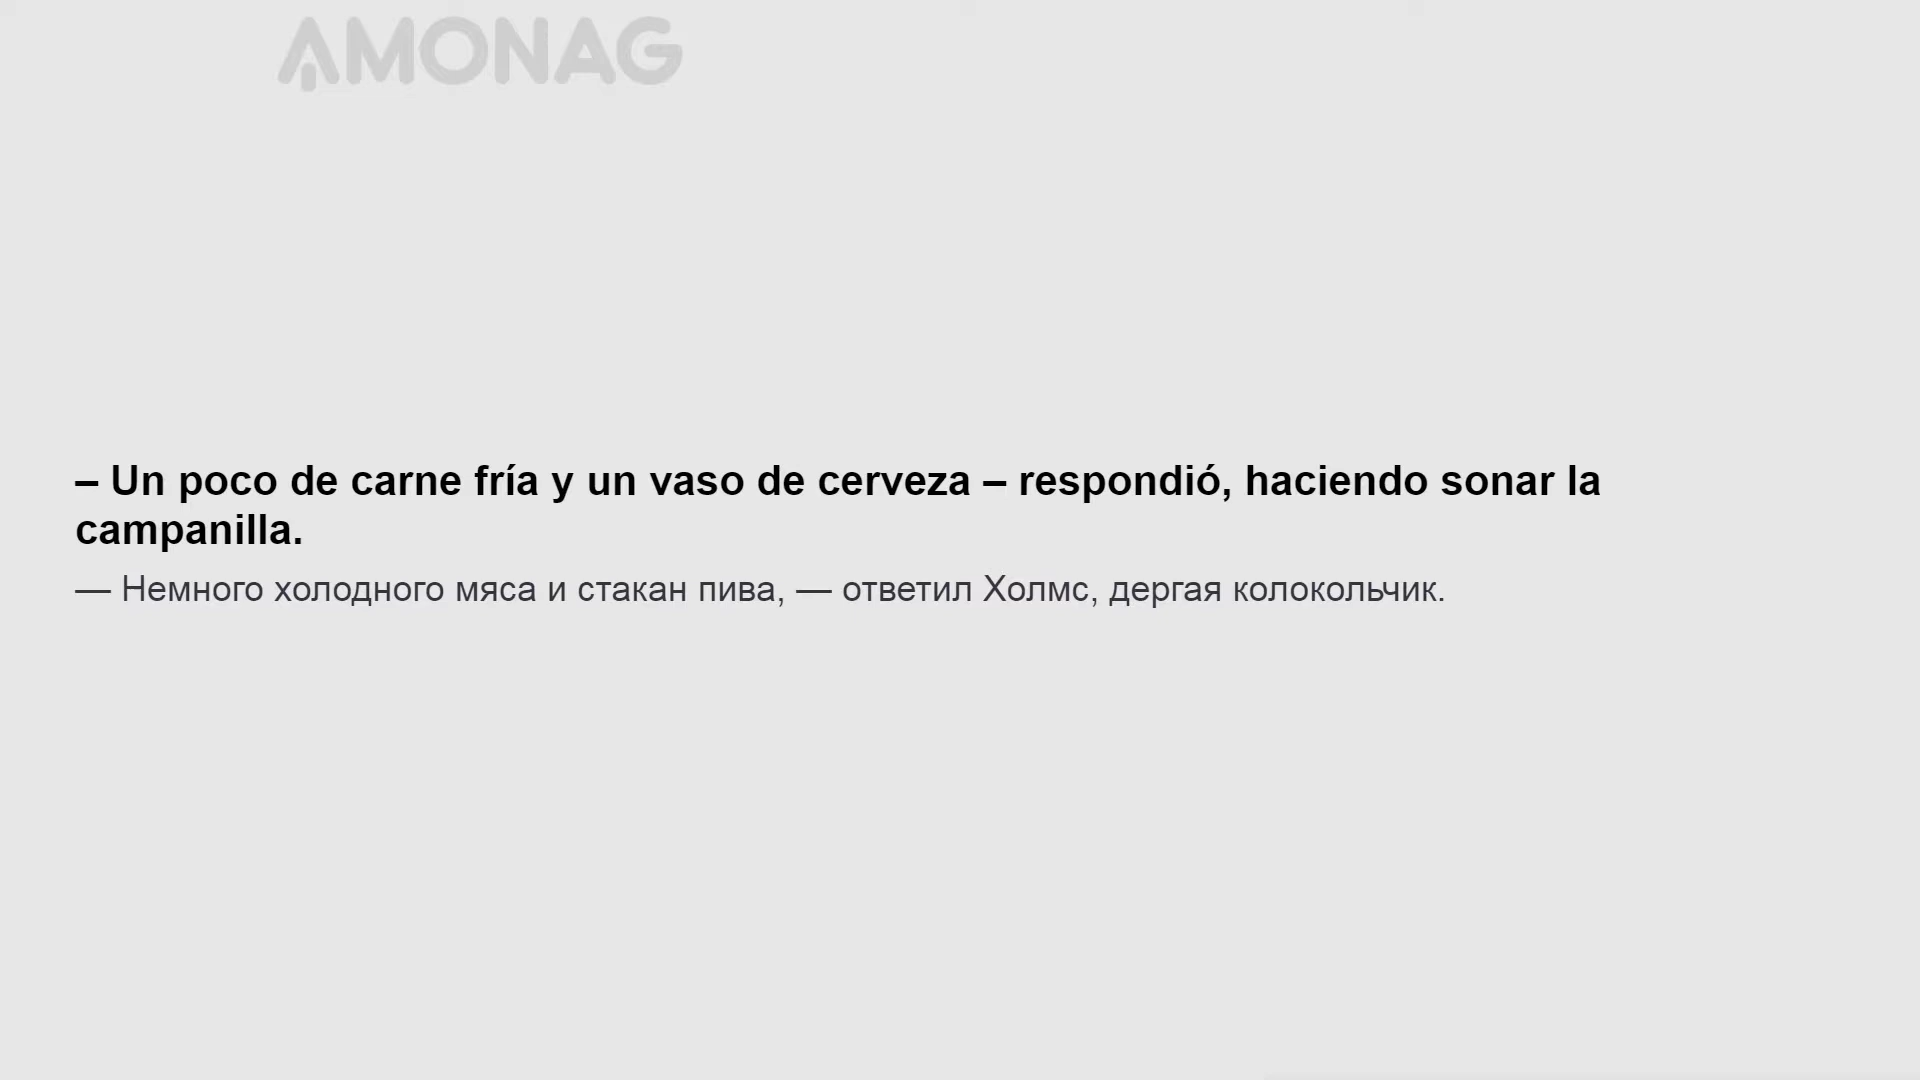 AMONAG
– Un poco de carne fría y un vaso de cerveza – respondió, haciendo sonar la
campanilla.
— Немного холодного мяса и стакан пива, — ответил Холмс, дергая колокольчик.